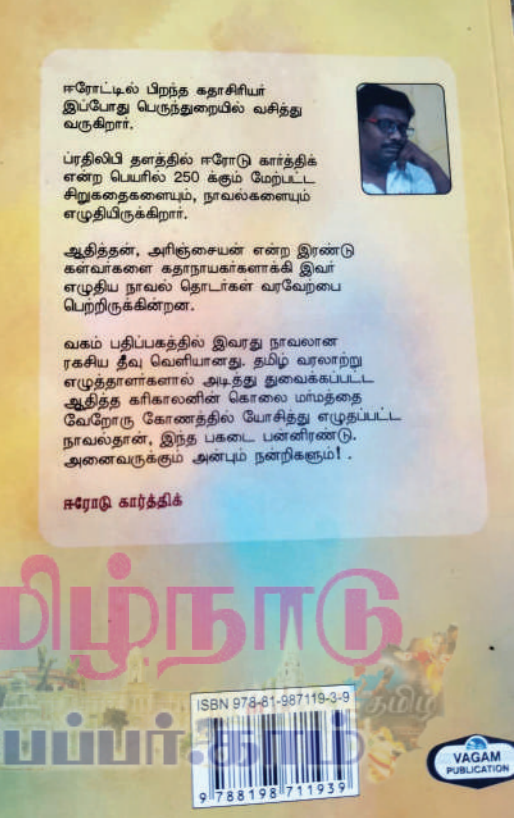 ஈரோட்டில் பிறந்த கதாசிரியர்
இப்போது பெருந்துறையில் வசித்து
வருகிறார்.
ப்ரதிலிபி தளத்தில் ஈரோடு கார்த்திக்
என்ற பெயரில் 250 க்கும் மேற்பட்ட
சிறுகதைகளையும், நாவல்களையும்
எழுதியிருக்கிறார்.
ஆதித்தன், அரிஞ்சையன் என்ற இரண்டு
கள்வர்களை கதாநாயகர்களாக்கி இவர்
எழுதிய நாவல் தொடர்கள் வரவேற்பை
பெற்றிருக்கின்றன.
வகம் பதிப்பகத்தில் இவரது நாவலான
ரகசிய தீவு வெளியானது. தமிழ் வரலாற்று
எழுத்தாளர்களால் அடித்து துவைக்கப்பட்ட
ஆதித்த கரிகாலனின் கொலை மர்மத்தை
வேறோரு கோணத்தில் யோசித்து எழுதப்பட்ட
நாவல்தான், இந்த பகடை பன்னிரண்டு.
அனைவருக்கும் அன்பும் நன்றிகளும்! .
ஈரோடு கார்த்திக்
மிழ்நாடு
தமிழ்
பப்பர்.காம்
ISBN 978-81-987119-3-9
9 788198 711939
VAGAM
PUBLICATION